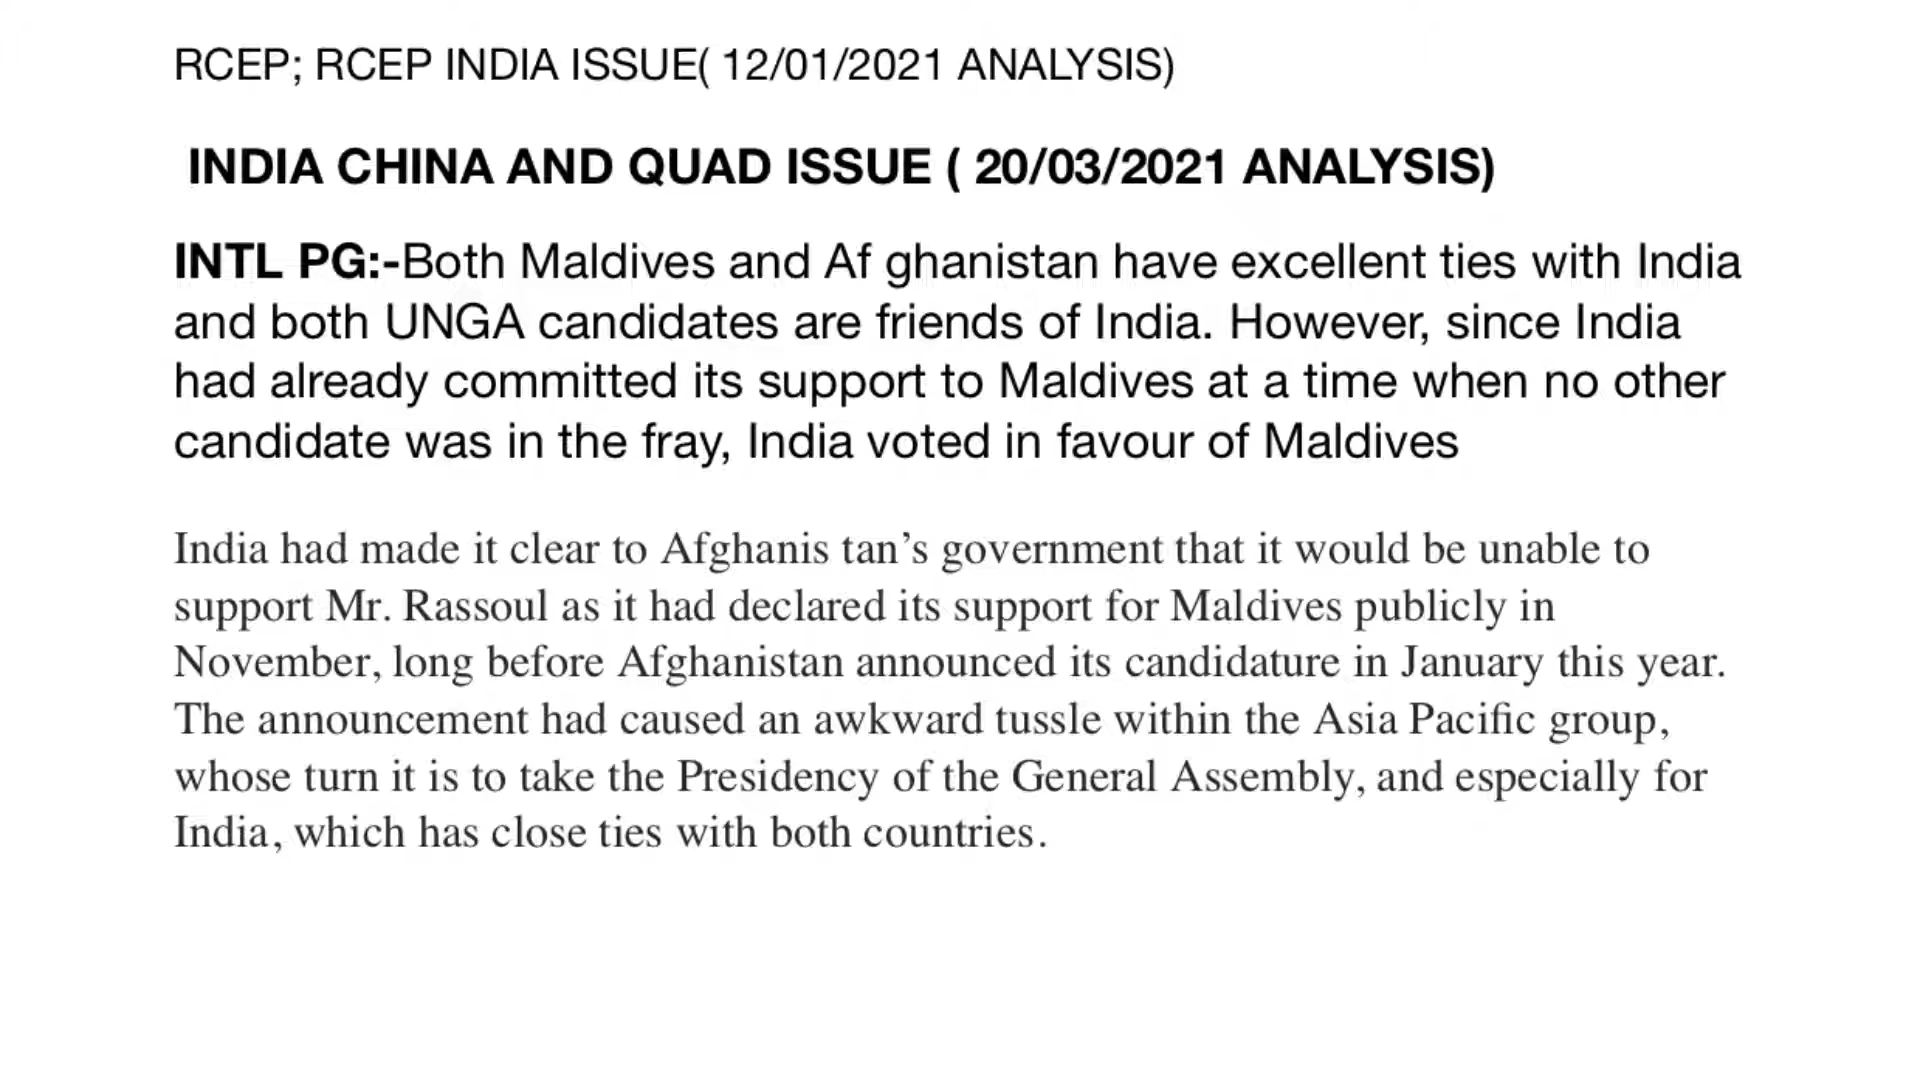 RCEP; RCEP INDIA ISSUE( 12/01/2021 ANALYSIS)
INDIA CHINA AND QUAD ISSUE ( 20/03/2021 ANALYSIS)
INTL PG:-Both Maldives and Af ghanistan have excellent ties with India
and both UNGA candidates are friends of India. However, since India
had already committed its support to Maldives at a time when no other
candidate was in the fray, India voted in favour of Maldives
India had made it clear to Afghanis tan’s government that it would be unable to
support Mr. Rassoul as it had declared its support for Maldives publicly in
November, long before Afghanistan announced its candidature in January this year.
The announcement had caused an awkward tussle within the Asia Pacific group,
whose turn it is to take the Presidency of the General Assembly, and especially for
India, which has close ties with both countries.